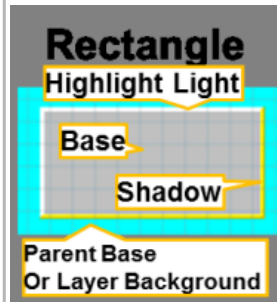 Rectangle
Highlight Light
Base
Shadow
Parent Base
Or Layer Background